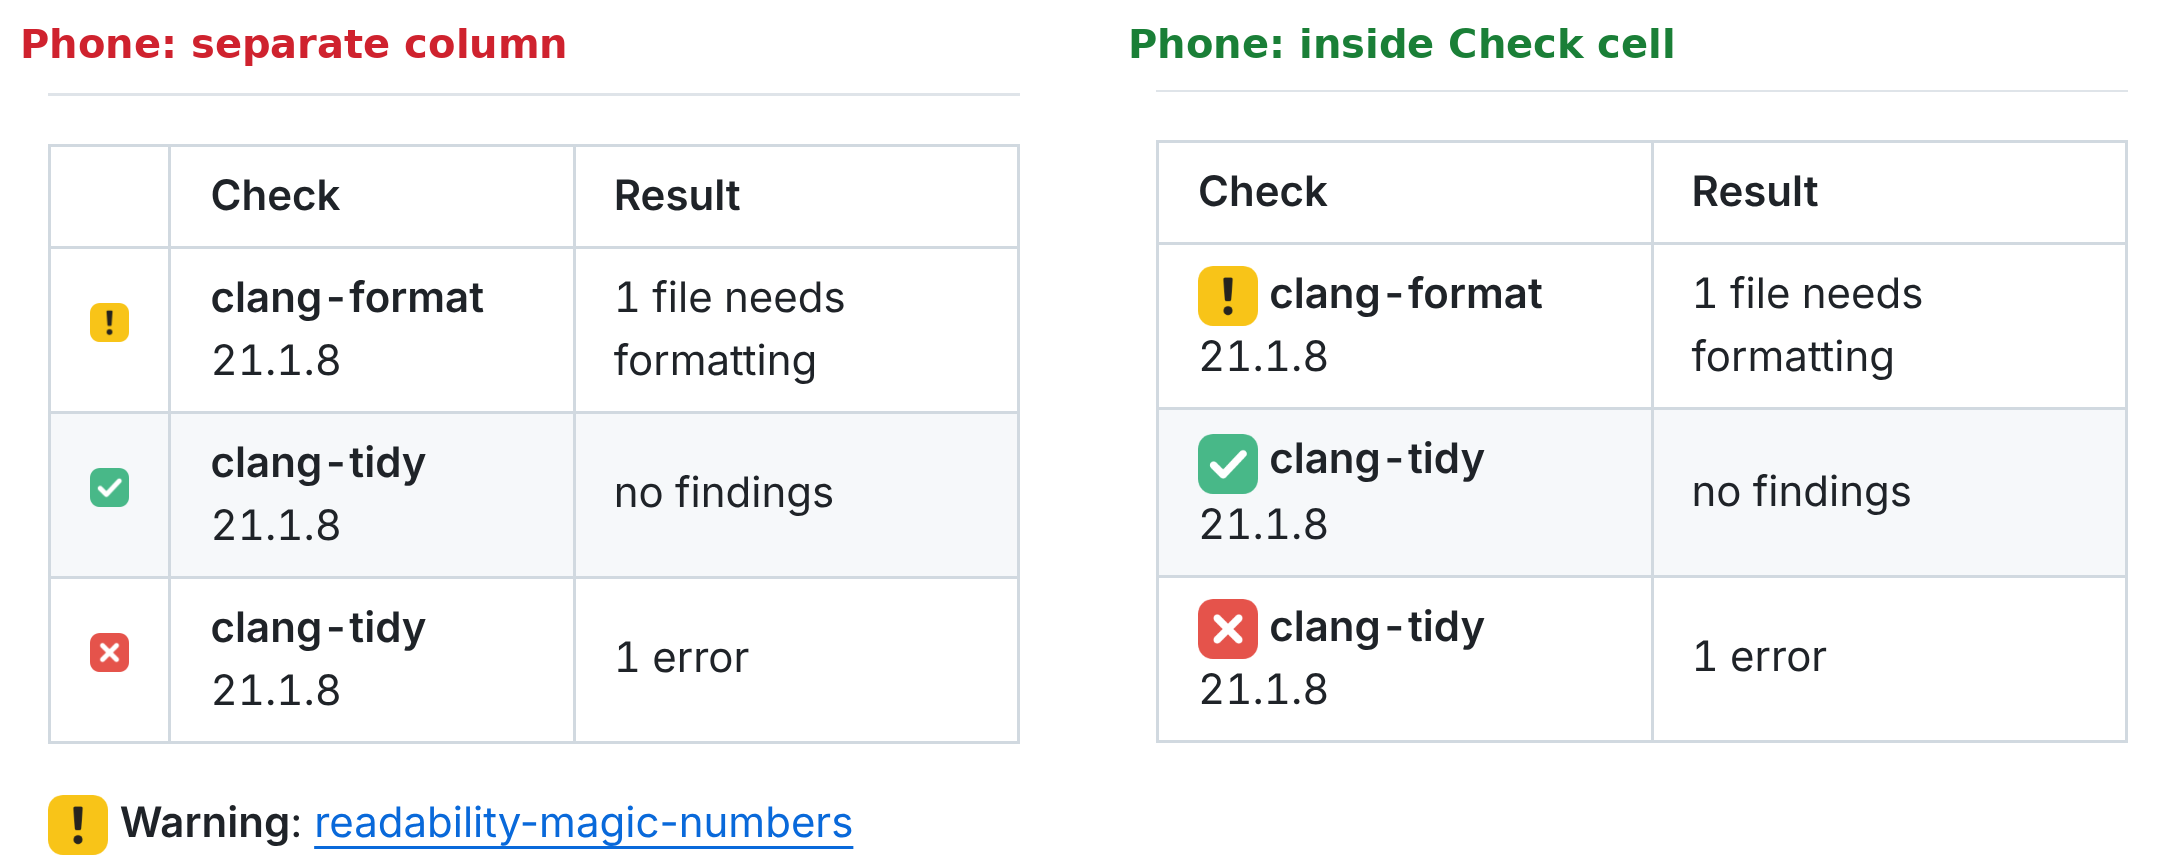 Phone: separate column
Check Result
clang-format 1 file needs
21.1.8 formatting
clang-tidy
21.1.8
no findings
clang-tidy
21.1.8
1 error
Warning: readability-magic-numbers
Phone: inside Check cell
Check Result
clang-format 1 file needs
21.1.8 formatting
clang-tidy
21.1.8
no findings
clang-tidy
21.1.8
1 error